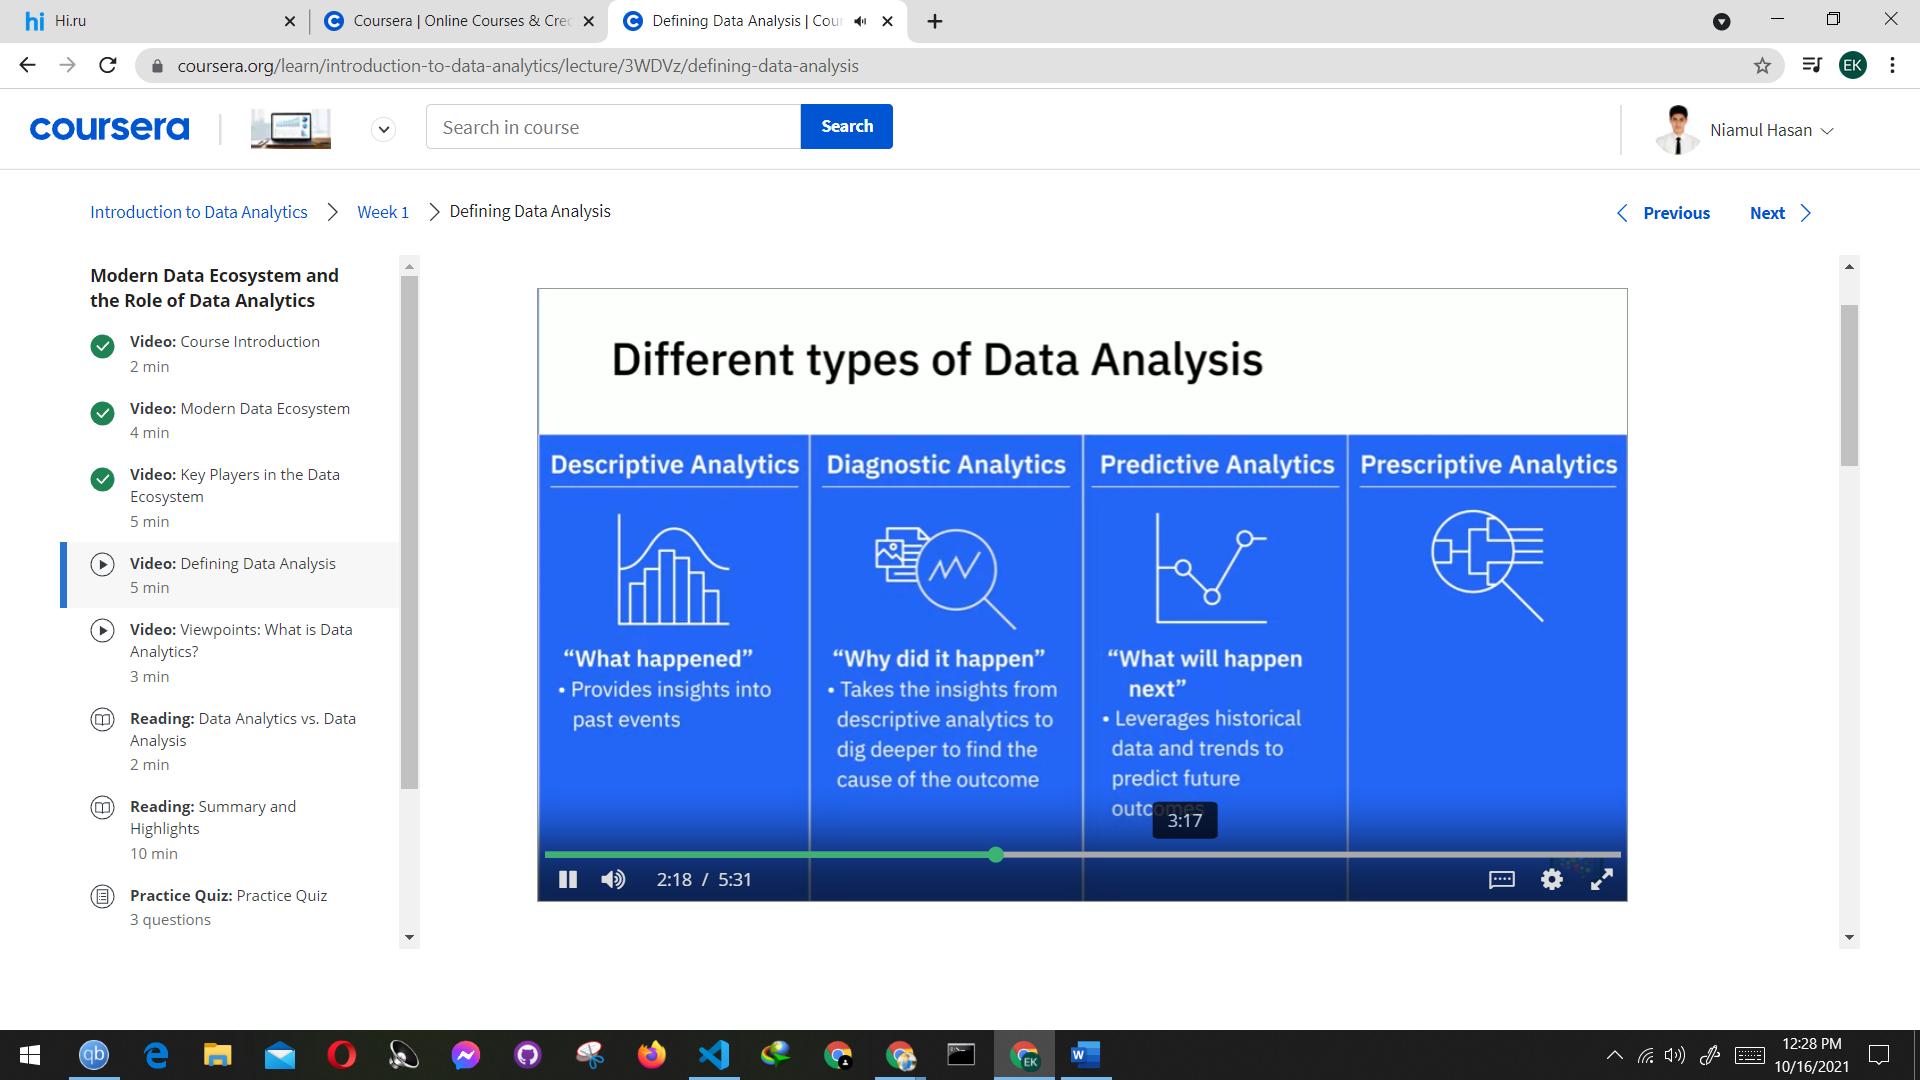 Hi.ru
Coursera | Online Courses & Cre
Defining Data Analysis | Cou
coursera.org/learn/introduction-to-data-analytics/lecture/3WDVz/defining-data-analysis
EK
coursera
Search in course
Search
Niamul Hasan
Introduction to Data Analytics
Week 1
Defining Data Analysis
Previous
Next
Modern Data Ecosystem and
the Role of Data Analytics
Video: Course Introduction
2 min
Video: Modern Data Ecosystem
4 min
Video: Key Players in the Data
Ecosystem
5 min
Video: Defining Data Analysis
5 min
Video: Viewpoints: What is Data
Analytics?
3 min
Reading: Data Analytics vs. Data
Analysis
2 min
Reading: Summary and
Highlights
10 min
Practice Quiz: Practice Quiz
3 questions
Different types of Data Analysis
Descriptive Analytics
“What happened”
• Provides insights into
past events
Diagnostic Analytics
“Why did it happen”
• Takes the insights from
descriptive analytics to
dig deeper to find the
cause of the outcome
Predictive Analytics
“What will happen
next”
• Leverages historical
data and trends to
predict future
outcomes
Prescriptive Analytics
3:17
2:18 / 5:31
12:28 PM
10/16/2021